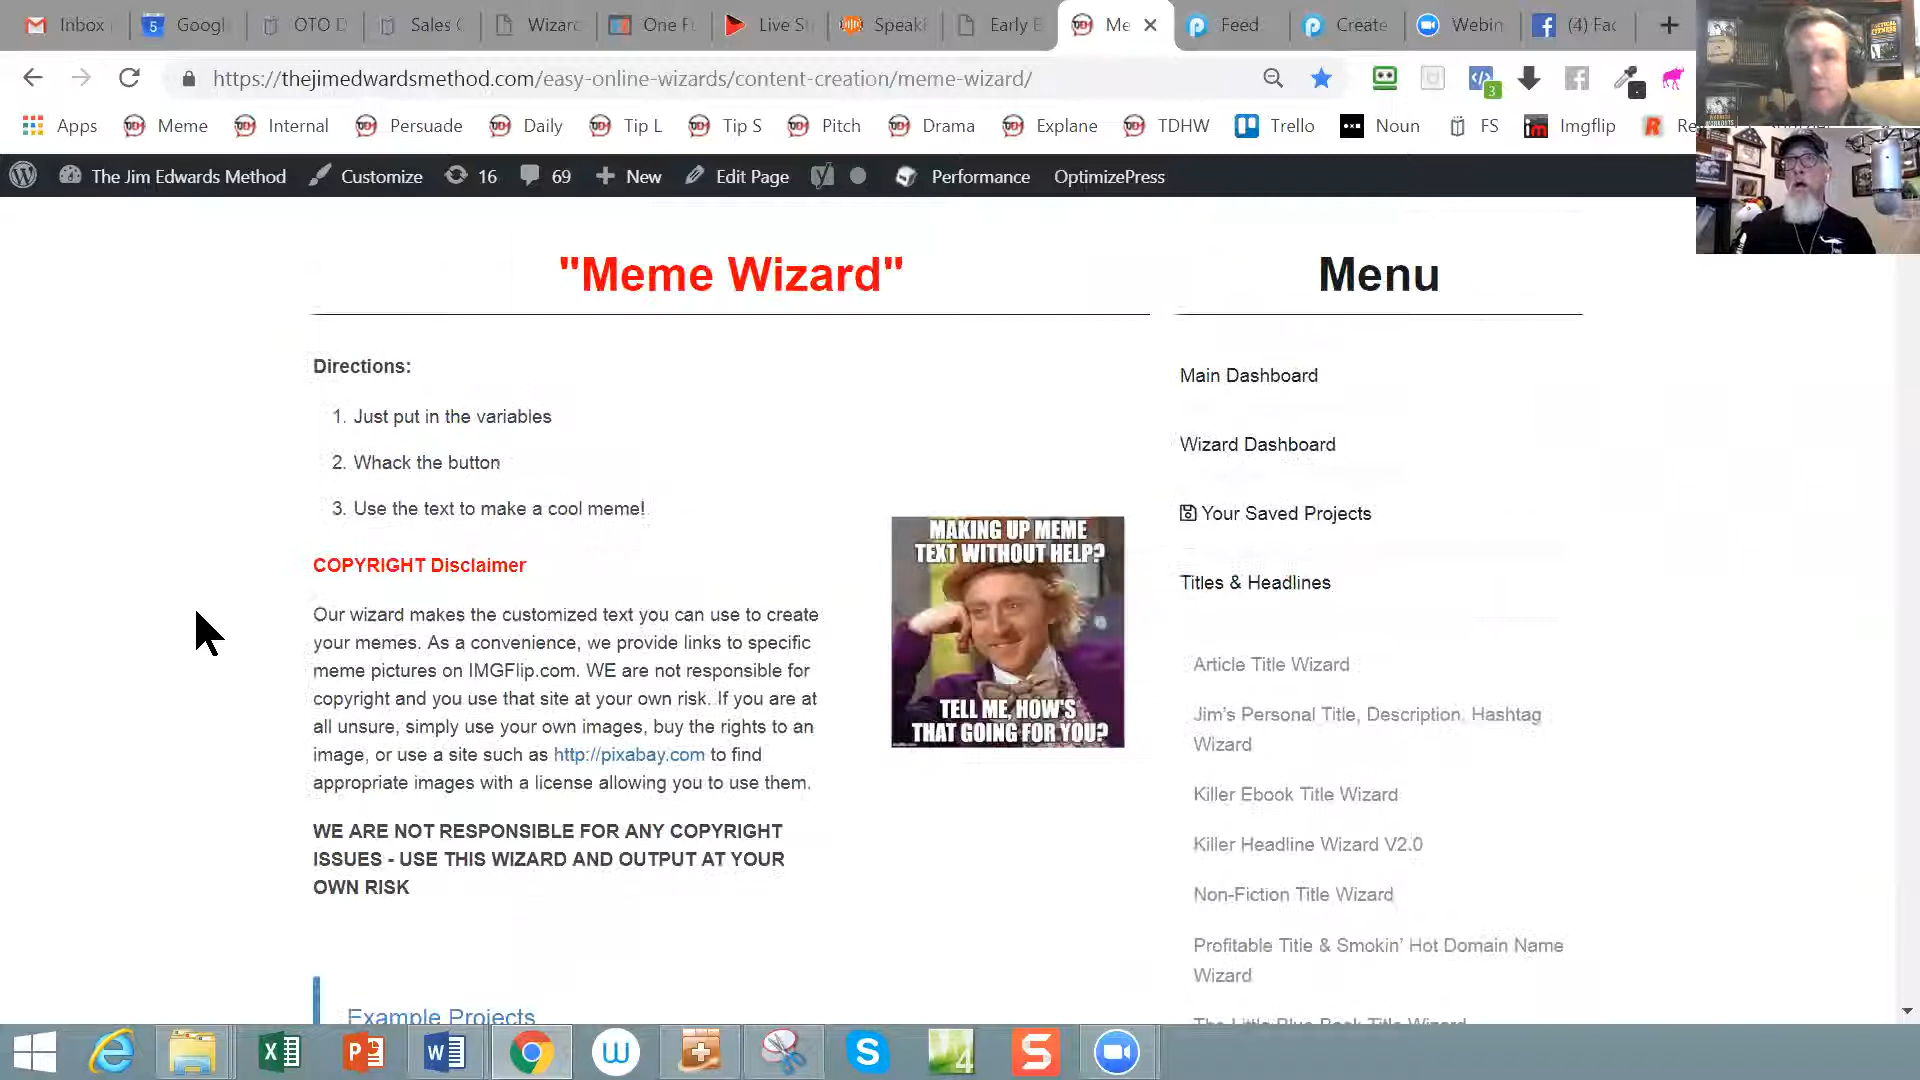 Inbox
Googl
OTO D
Sales C
Wizard
One Fu
Live St
Speak
Early B
Me
Feed
Create
Webin
(4) Fac
https://thejimedwardsmethod.com/easy-online-wizards/content-creation/meme-wizard/
3
Apps
Meme
Internal
Persuade
Daily
Tip L
Tip S
Pitch
Drama
Explane
TDHW
Trello
Noun
FS
Imgflip
The Jim Edwards Method
Customize
16
69
New
Edit Page
Performance
OptimizePress
"Meme Wizard"
Directions:
1. Just put in the variables
2. Whack the button
3. Use the text to make a cool meme!
COPYRIGHT Disclaimer
Our wizard makes the customized text you can use to create
your memes. As a convenience, we provide links to specific
meme pictures on IMGFlip.com. WE are not responsible for
copyright and you use that site at your own risk. If you are at
all unsure, simply use your own images, buy the rights to an
image, or use a site such as http://pixabay.com to find
appropriate images with a license allowing you to use them.
WE ARE NOT RESPONSIBLE FOR ANY COPYRIGHT
ISSUES - USE THIS WIZARD AND OUTPUT AT YOUR
OWN RISK
Example Projects
MAKING UP MEME
TEXT WITHOUT HELP?
TELL ME, HOW'S
THAT GOING FOR YOU?
Menu
Main Dashboard
Wizard Dashboard
Your Saved Projects
Titles & Headlines
Article Title Wizard
Jim's Personal Title, Description, Hashtag
Wizard
Killer Ebook Title Wizard
Killer Headline Wizard V2.0
Non-Fiction Title Wizard
Profitable Title & Smokin' Hot Domain Name
Wizard
The Little Blue Book Title Wizard